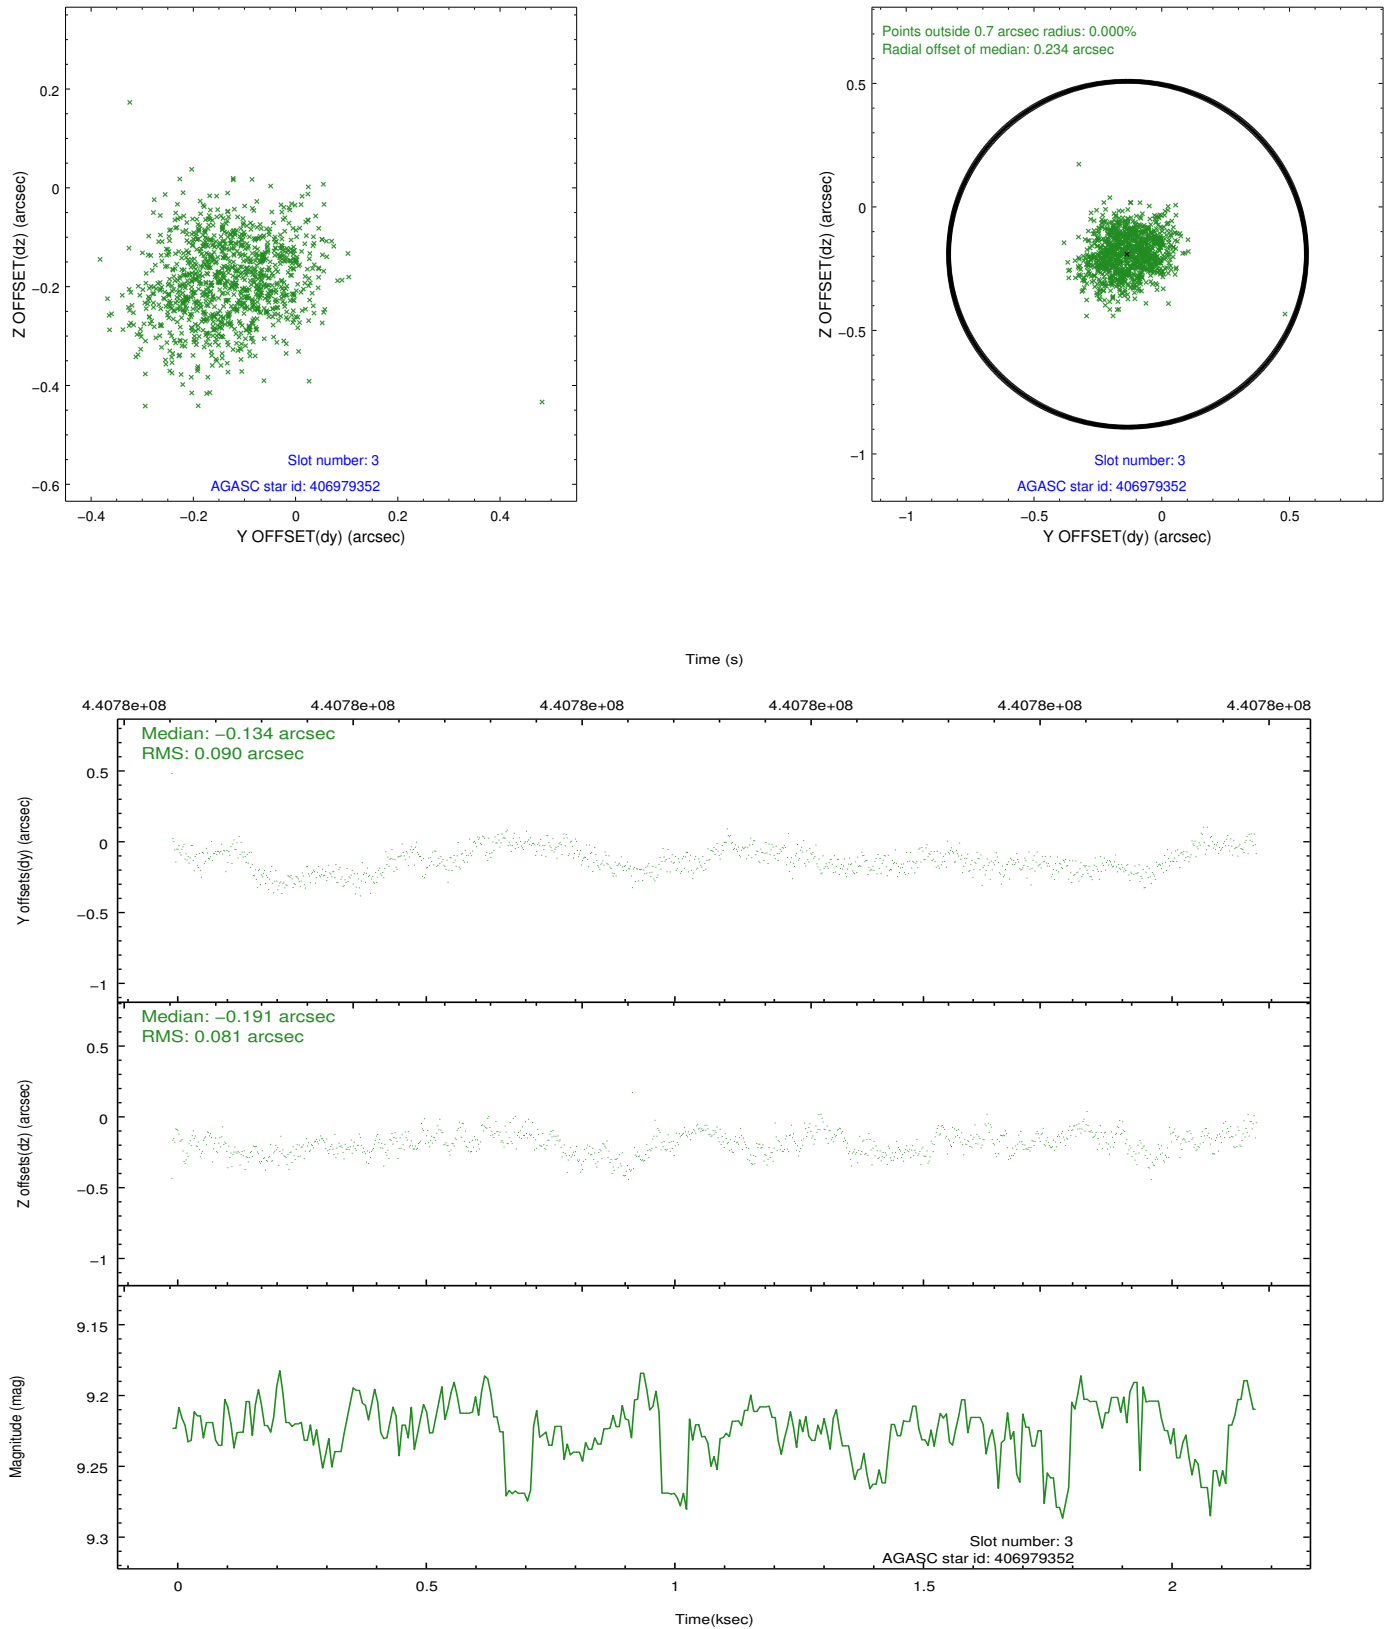 0.2
0
−0.2
−0.4
−0.6
Z OFFSET(dz) (arcsec)
Slot number: 3
AGASC star id: 406979352
−0.4
−0.2
0
0.2
0.4
Y OFFSET(dy) (arcsec)
Points outside 0.7 arcsec radius: 0.000%
Radial offset of median: 0.234 arcsec
0.5
0
−0.5
−1
Z OFFSET(dz) (arcsec)
Slot number: 3
AGASC star id: 406979352
−1
−0.5
0
0.5
Y OFFSET(dy) (arcsec)
Time (s)
4.4078e+08
4.4078e+08
4.4078e+08
4.4078e+08
4.4078e+08
4.4078e+08
Median: −0.134 arcsec
RMS: 0.090 arcsec
0.5
0
−0.5
−1
Y offsets(dy) (arcsec)
Median: −0.191 arcsec
RMS: 0.081 arcsec
0.5
0
−0.5
−1
Z offsets(dz) (arcsec)
9.15
9.2
9.25
9.3
Magnitude (mag)
Slot number: 3
AGASC star id: 406979352
0
0.5
1
1.5
2
Time(ksec)